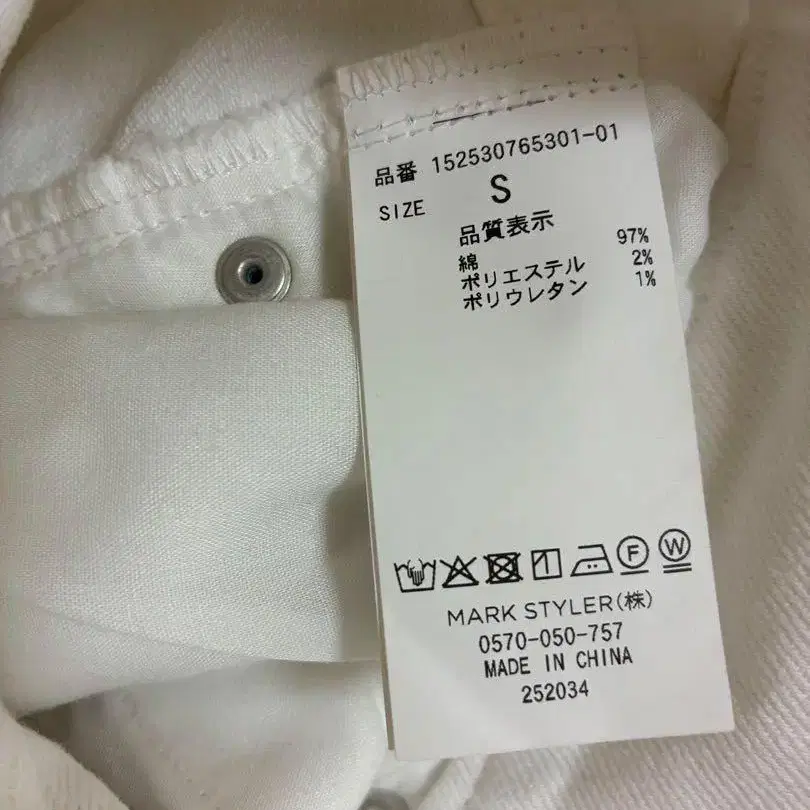 品番 152530765301-01
SIZE S
品質表示
綿 97%
ポリエステル 2%
ポリウレタン 1%
F W
MARK STYLER(株)
0570-050-757
MADE IN CHINA
252034